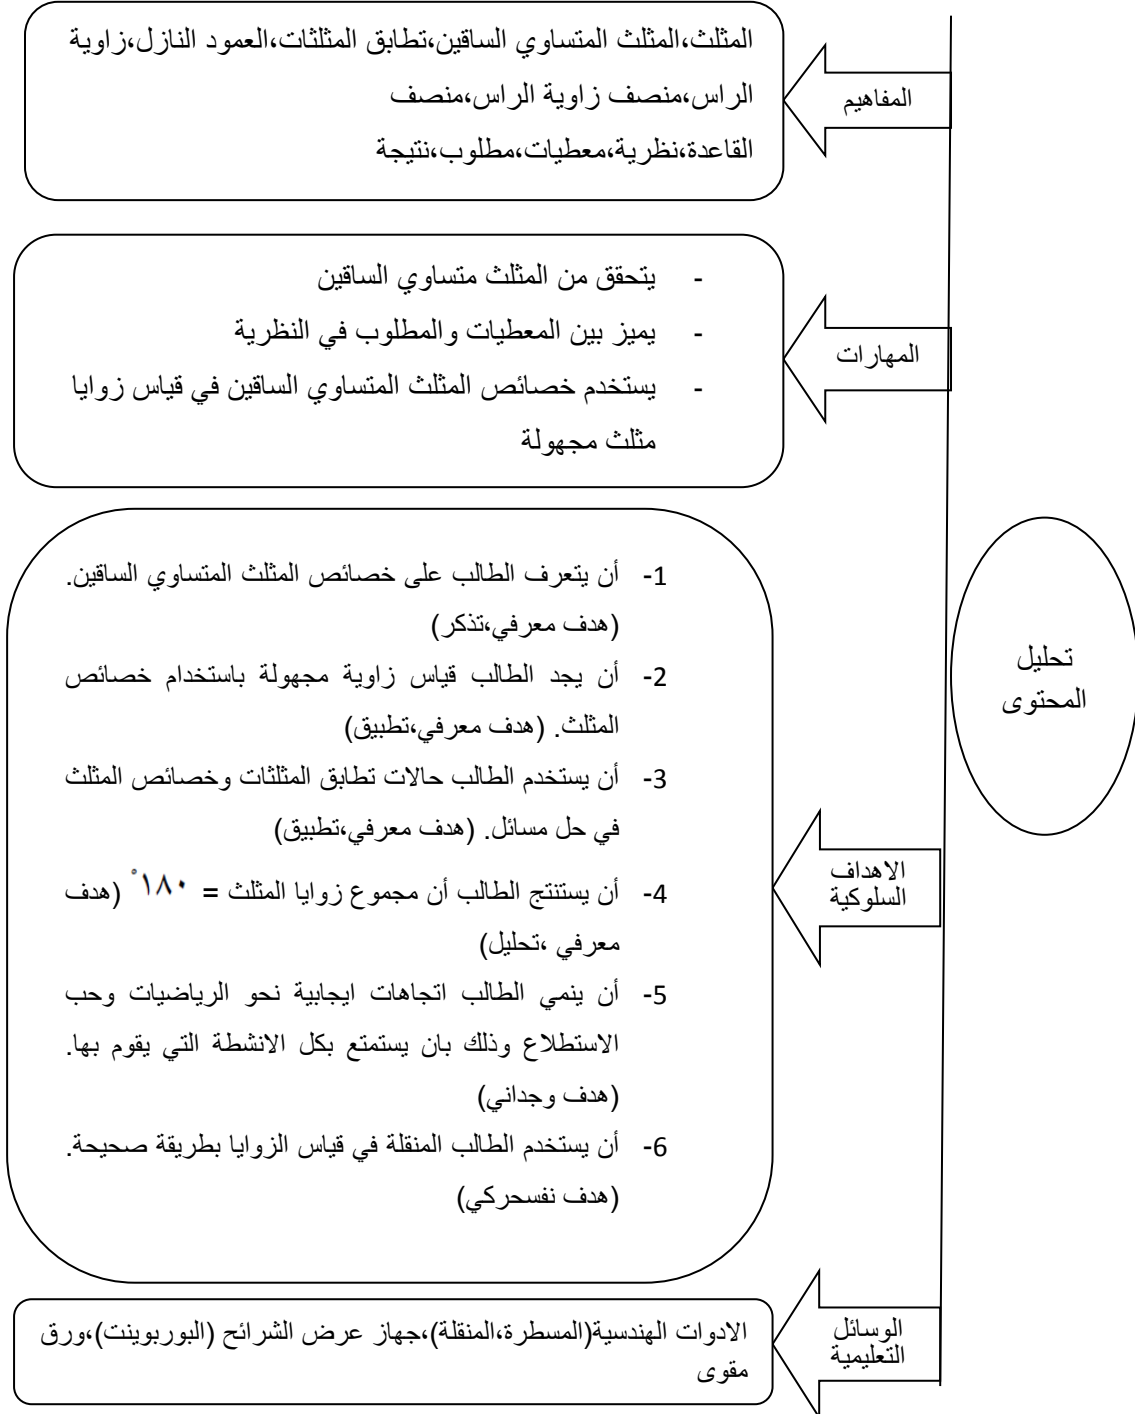 المثلث،المثلث المتساوي الساقين،تطابق المثلثات،العمود النازل،زاوية
الراس،منصف زاوية الراس،منصف
القاعدة،نظرية،معطيات،مطلوب،نتيجة
المفاهيم
- يتحقق من المثلث متساوي الساقين
- يميز بين المعطيات والمطلوب في النظرية
- يستخدم خصائص المثلث المتساوي الساقين في قياس زوايا
مثلث مجهولة
المهارات
تحليل
المحتوى
1- أن يتعرف الطالب على خصائص المثلث المتساوي الساقين.
(هدف معرفي،تذكر)
2- أن يجد الطالب قياس زاوية مجهولة باستخدام خصائص
المثلث. (هدف معرفي،تطبيق)
3- أن يستخدم الطالب حالات تطابق المثلثات وخصائص المثلث
في حل مسائل. (هدف معرفي،تطبيق)
4- أن يستنتج الطالب أن مجموع زوايا المثلث = ١٨٠° (هدف
معرفي ،تحليل)
5- أن ينمي الطالب اتجاهات ايجابية نحو الرياضيات وحب
الاستطلاع وذلك بان يستمتع بكل الانشطة التي يقوم بها.
(هدف وجداني)
6- أن يستخدم الطالب المنقلة في قياس الزوايا بطريقة صحيحة.
(هدف نفسحركي)
الاهداف
السلوكية
الادوات الهندسية(المسطرة،المنقلة)،جهاز عرض الشرائح (البوربوينت)،ورق
مقوى
الوسائل
التعليمية